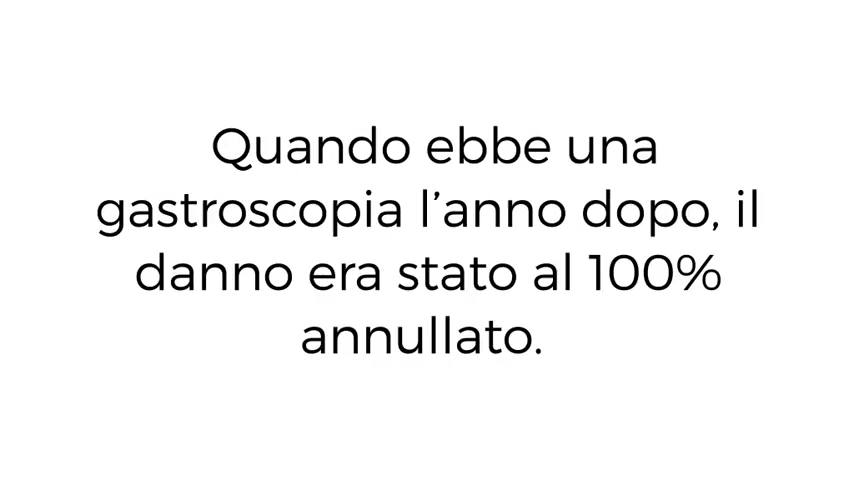 Quando ebbe una
gastroscopia l’anno dopo, il
danno era stato al 100%
annullato.